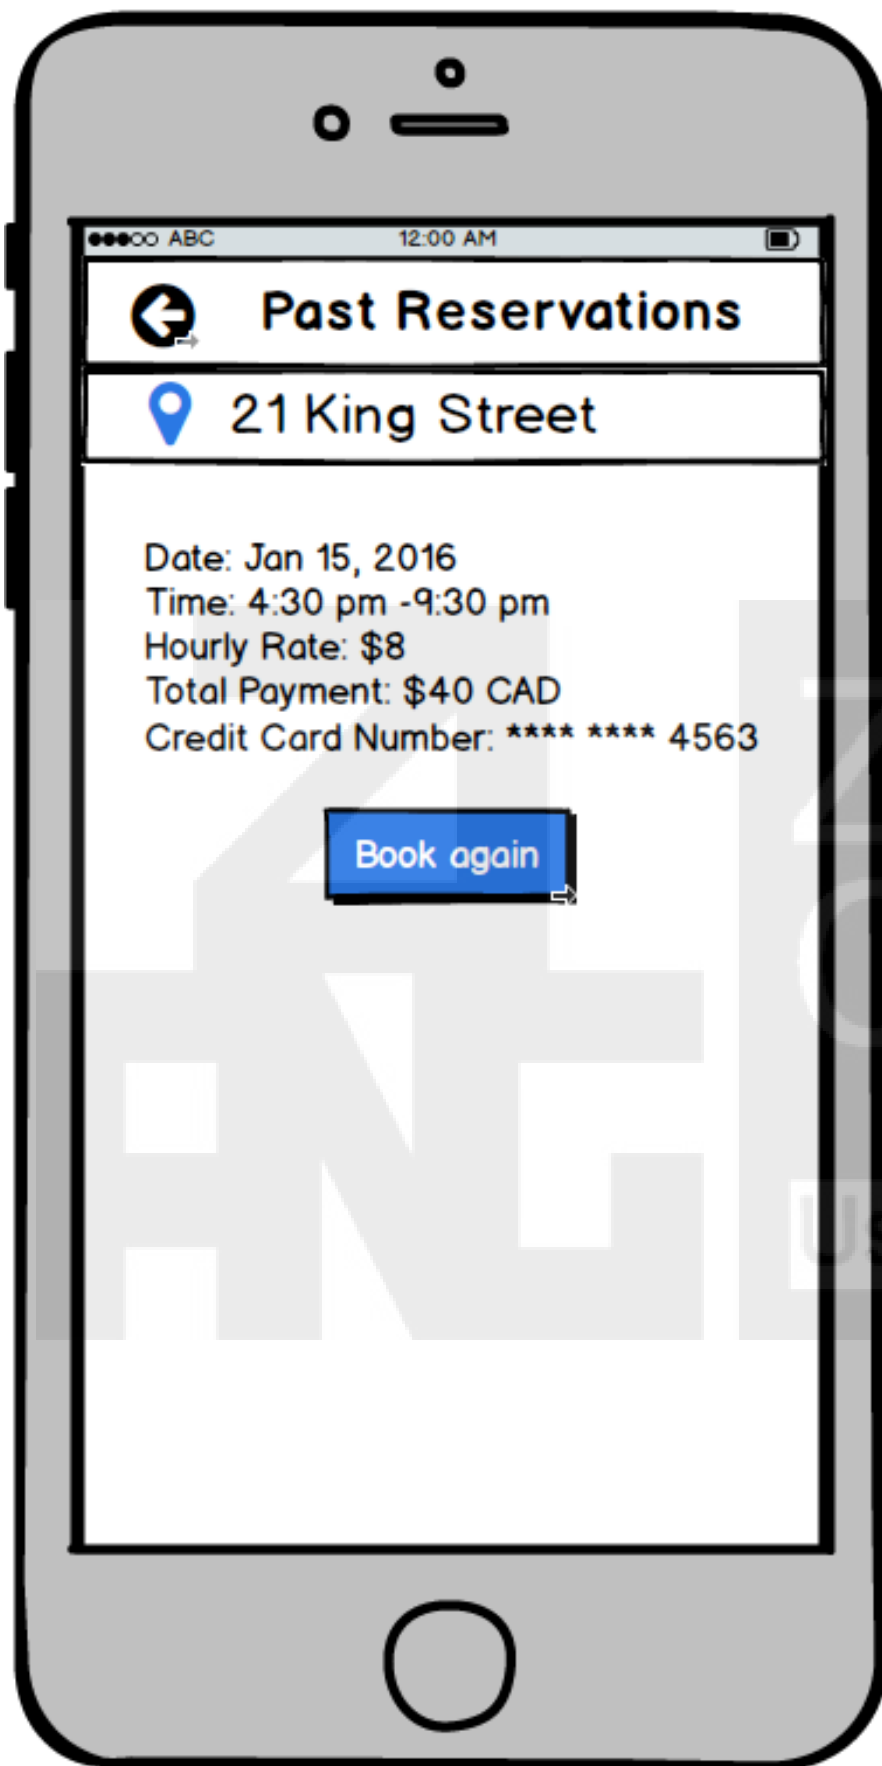 ABC 12:00 AM
Past Reservations
21 King Street
Date: Jan 15, 2016
Time: 4:30 pm -9:30 pm
Hourly Rate: $8
Total Payment: $40 CAD
Credit Card Number: **** **** 4563
Book again